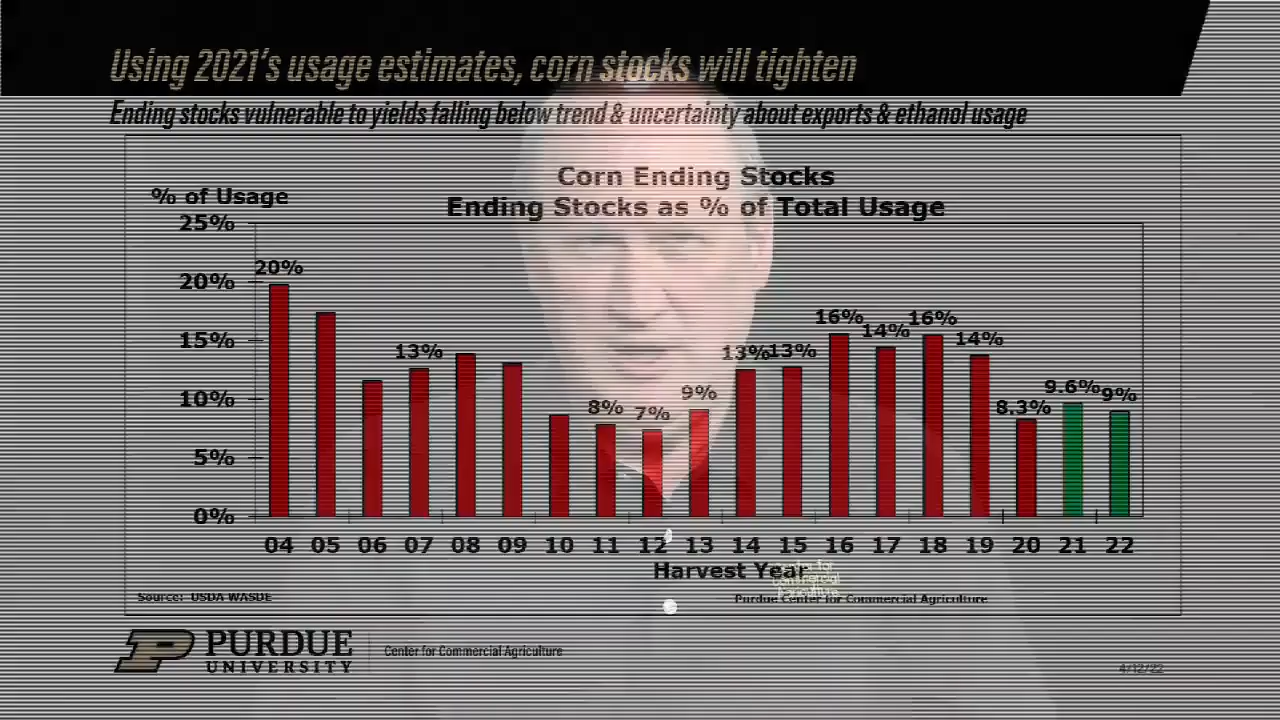 Using 2021's usage estimates, corn stocks will tighten
Ending stocks vulnerable to yields falling below trend & uncertainty about exports & ethanol usage
Corn Ending Stocks
Ending Stocks as % of Total Usage
% of Usage
25%
20%
15%
10%
5%
0%
20%
13%
8%
7%
9%
13%
13%
16%
14%
16%
14%
8.3%
9.6%
9%
04 05 06 07 08 09 10 11 12 13 14 15 16 17 18 19 20 21 22
Harvest Year
Center for
Commercial
Agriculture
Source: USDA WASDE
Purdue Center for Commercial Agriculture
PURDUE
UNIVERSITY
Center for Commercial Agriculture
4/12/22